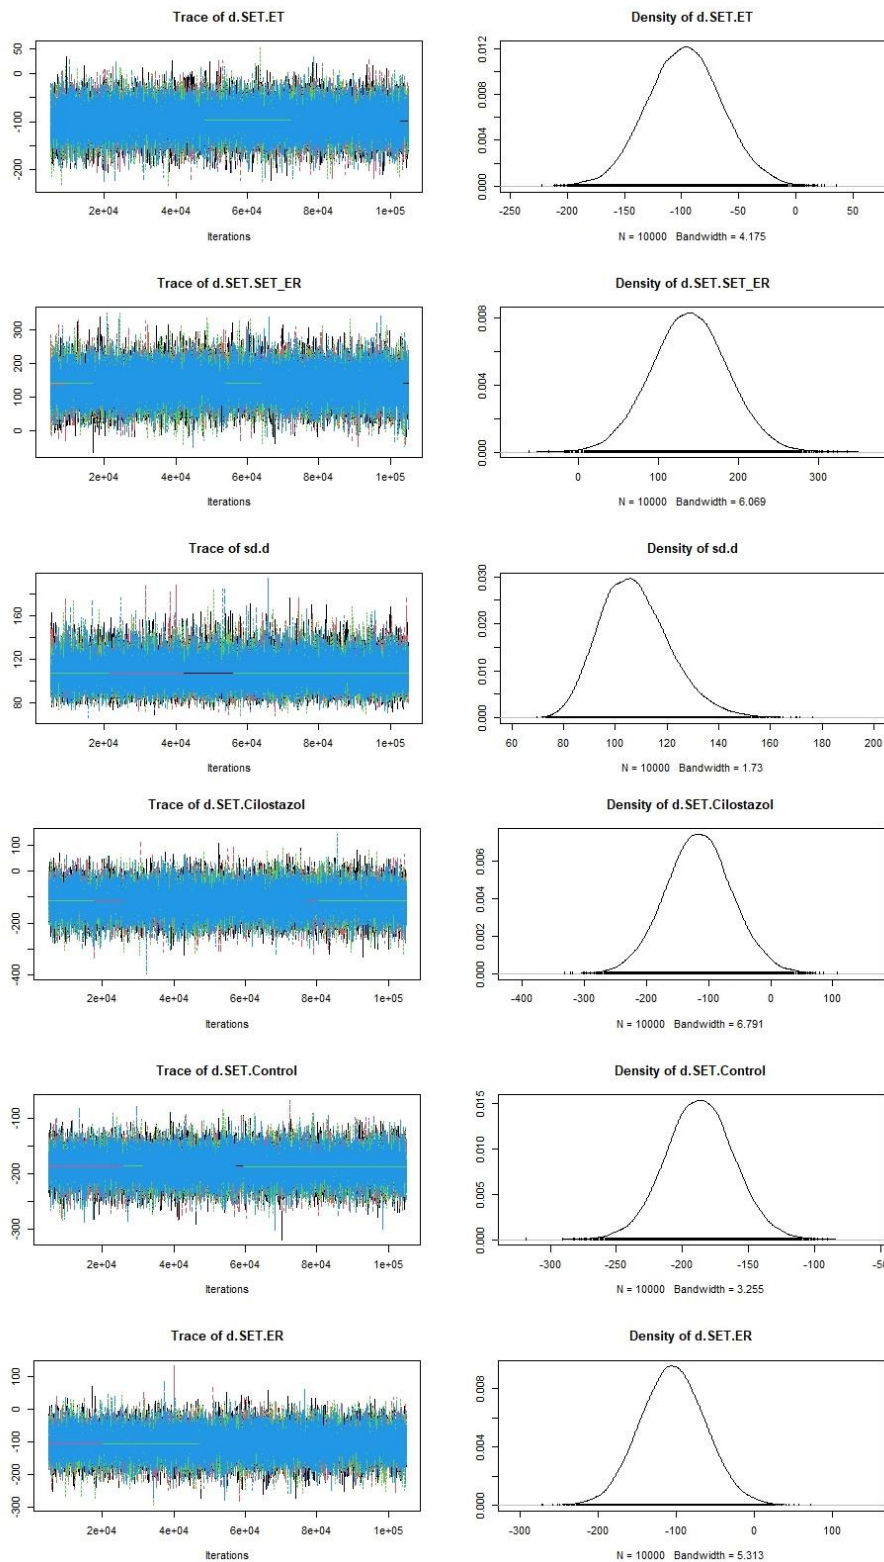 Trace of d.SET.ET
Density of d.SET.ET
50
0
-100
-200
2e+04 4e+04 6e+04 8e+04 1e+05
Iterations
0.012
0.008
0.004
0.000
-250 -200 -150 -100 -50 0 50
N = 10000 Bandwidth = 4.175
Trace of d.SET.SET_ER
Density of d.SET.SET_ER
300
200
100
0
2e+04 4e+04 6e+04 8e+04 1e+05
Iterations
0.008
0.004
0.000
0 100 200 300
N = 10000 Bandwidth = 6.069
Trace of sd.d
Density of sd.d
160
120
80
2e+04 4e+04 6e+04 8e+04 1e+05
Iterations
0.030
0.020
0.010
0.000
60 80 100 120 140 160 180 200
N = 10000 Bandwidth = 1.73
Trace of d.SET.Cilostazol
Density of d.SET.Cilostazol
100
0
-200
-400
2e+04 4e+04 6e+04 8e+04 1e+05
Iterations
0.006
0.004
0.002
0.000
-400 -300 -200 -100 0 100
N = 10000 Bandwidth = 6.791
Trace of d.SET.Control
Density of d.SET.Control
-100
-200
-300
2e+04 4e+04 6e+04 8e+04 1e+05
Iterations
0.015
0.010
0.005
0.000
-300 -250 -200 -150 -100 -50
N = 10000 Bandwidth = 3.255
Trace of d.SET.ER
Density of d.SET.ER
100
0
-100
-200
-300
2e+04 4e+04 6e+04 8e+04 1e+05
Iterations
0.008
0.004
0.000
-300 -200 -100 0 100
N = 10000 Bandwidth = 5.313